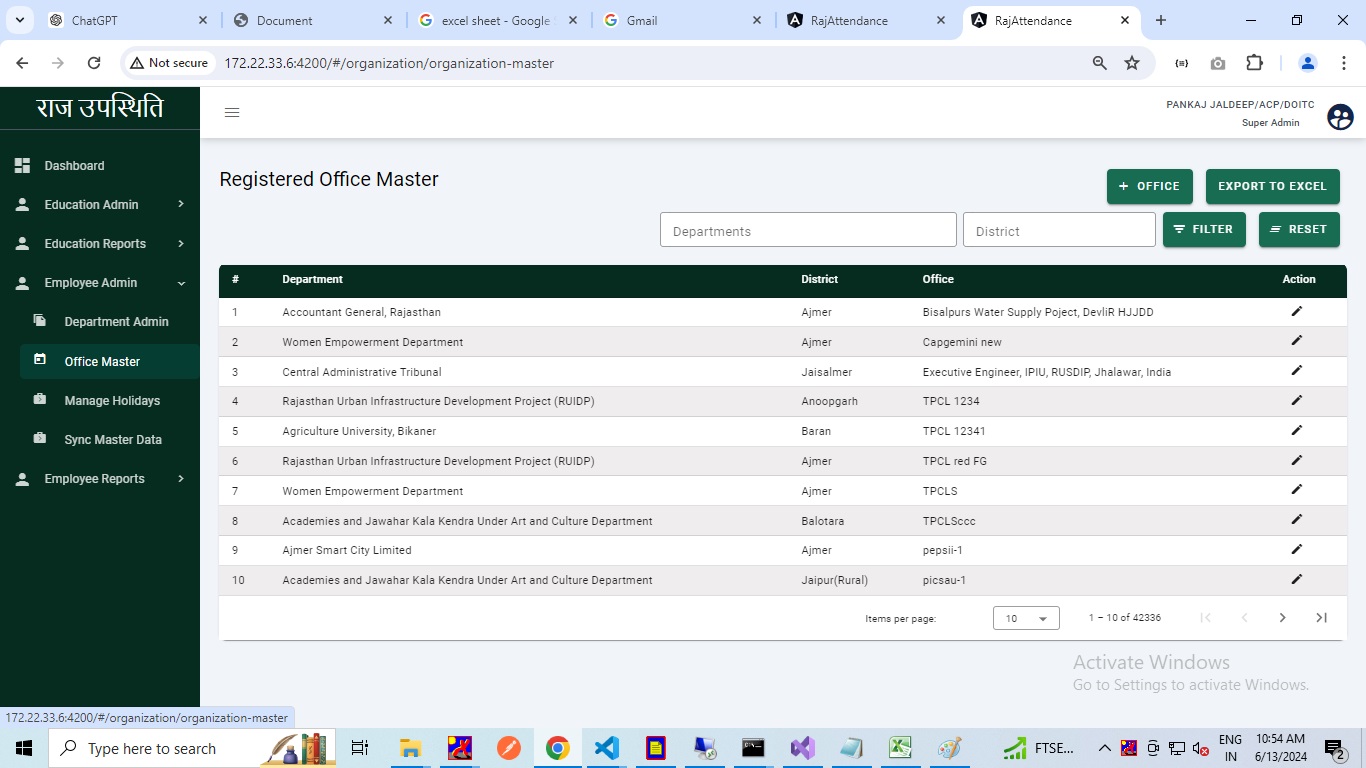 ChatGPT
Document
excel sheet - Google
Gmail
RajAttendance
RajAttendance
Not secure
172.22.33.6:4200/#/organization/organization-master
राज उपस्थिति
PANKAJ JALDEEP/ACP/DOITC
Super Admin
Dashboard
Education Admin
Education Reports
Employee Admin
Department Admin
Office Master
Manage Holidays
Sync Master Data
Employee Reports
Registered Office Master
+ OFFICE
EXPORT TO EXCEL
Departments
District
FILTER
RESET
# Department District Office Action
1 Accountant General, Rajasthan Ajmer Bisalpurs Water Supply Poject, DevliR HJJDD
2 Women Empowerment Department Ajmer Capgemini new
3 Central Administrative Tribunal Jaisalmer Executive Engineer, IPIU, RUSDIP, Jhalawar, India
4 Rajasthan Urban Infrastructure Development Project (RUIDP) Anoopgarh TPCL 1234
5 Agriculture University, Bikaner Baran TPCL 12341
6 Rajasthan Urban Infrastructure Development Project (RUIDP) Ajmer TPCL red FG
7 Women Empowerment Department Ajmer TPCLS
8 Academies and Jawahar Kala Kendra Under Art and Culture Department Balotara TPCLSccc
9 Ajmer Smart City Limited Ajmer pepsii-1
10 Academies and Jawahar Kala Kendra Under Art and Culture Department Jaipur(Rural) picsau-1
Items per page: 10 1 – 10 of 42336
Activate Windows
Go to Settings to activate Windows.
172.22.33.6:4200/#/organization/organization-master
Type here to search
FTSE...
ENG
IN
10:54 AM
6/13/2024
2